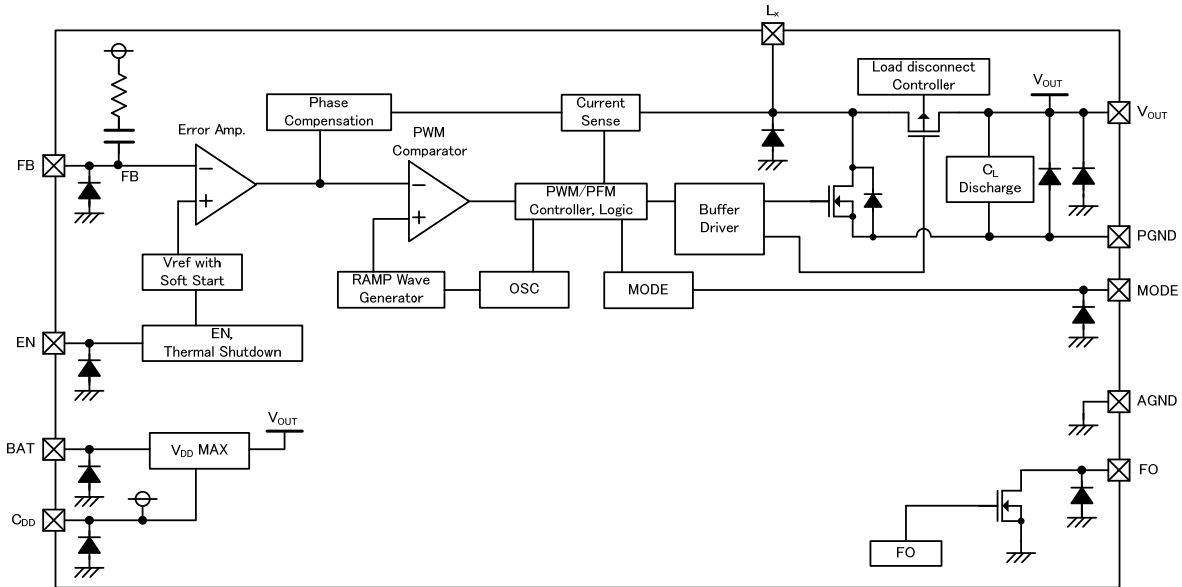 Lx
Load disconnect
Controller
VOUT
VOUT
Phase
Compensation
Current
Sense
Error Amp.
PWM
Comparator
FB
FB
−
+
−
+
PWM/PFM
Controller, Logic
Buffer
Driver
CL
Discharge
PGND
Vref with
Soft Start
RAMP Wave
Generator
OSC
MODE
MODE
EN
EN,
Thermal Shutdown
AGND
VOUT
BAT
VDD MAX
FO
CDD
FO